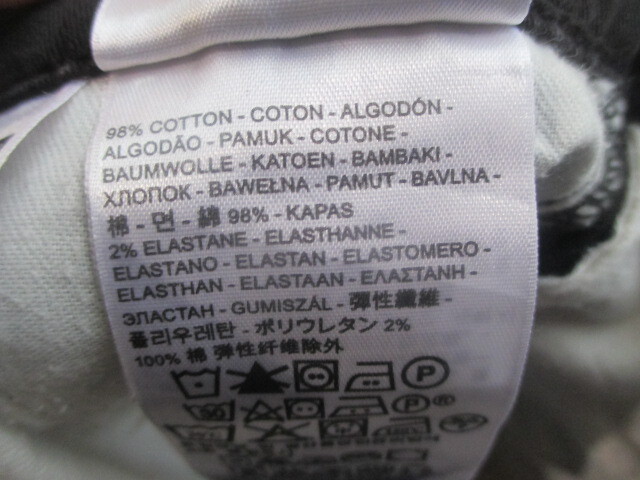 98% COTTON - COTON - ALGODÓN -
ALGODÃO - PAMUK - COTONE -
BAUMWOLLE - KATOEN - BAMBAKI -
ХЛОПОК - BAWEŁNA - PAMUT - BAVLNA -
棉 - 면 - 綿 98% - KAPAS
2% ELASTANE - ELASTHANNE -
ELASTANO - ELASTAN - ELASTOMERO -
ELASTHAN - ELASTAAN - ΕΛΑΣΤΑΝΗ -
ЭЛАСТАН - GUMISZÁL - 弹性纖維 -
폴리우레탄 - ポリウレタン 2%
100% 棉 弹性纤维除外
P